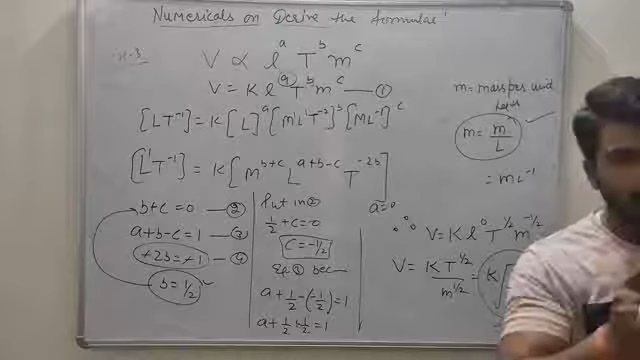 Numericals on Derive the formulas'
V ∝ l^a T^b m^c
V = K l^a T^b m^c —①
[LT⁻¹] = K[L]^a [M¹L¹T⁻²]^b [ML⁻¹]^c
[L¹T⁻¹] = K[M^(b+c) L^(a+b-c) T^(-2b)]
b+c = 0 —②
a+b-c = 1 —③
+2b = +1 —④
b = 1/2
Put in ②
1/2 + c = 0
c = -1/2
Eq ③ bec
a + 1/2 - (-1/2) = 1
a + 1/2 + 1/2 = 1
a = 0
∴ V = K l⁰ T^(1/2) m^(-1/2)
V = K T^(1/2) / m^(1/2) = K √
m = mass per unit
m = m/L
= ML⁻¹